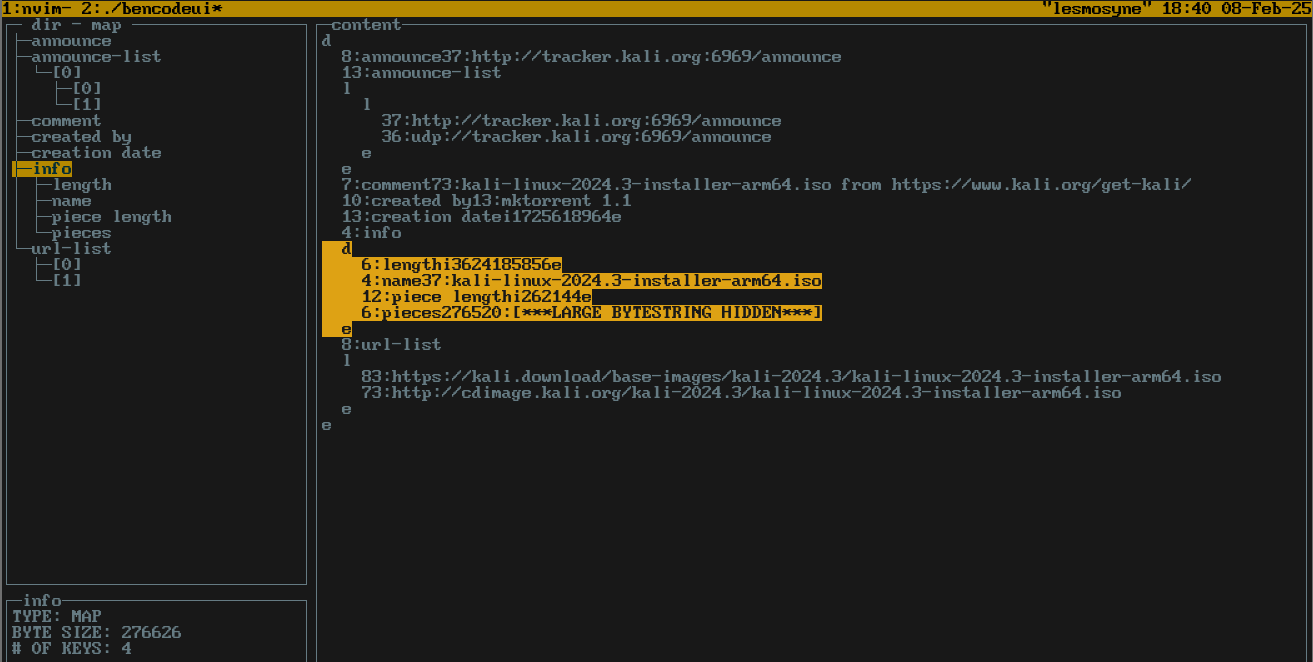 1:nvim- 2:./bencodeui* "lesmosyne" 18:40 08-Feb-25
dir - map
announce
announce-list
[0]
[0]
[1]
comment
created by
creation date
info
length
name
piece length
pieces
url-list
[0]
[1]
info
TYPE: MAP
BYTE SIZE: 276626
# OF KEYS: 4
content
d
8:announce37:http://tracker.kali.org:6969/announce
13:announce-list
l
l
37:http://tracker.kali.org:6969/announce
36:udp://tracker.kali.org:6969/announce
e
e
7:comment73:kali-linux-2024.3-installer-arm64.iso from https://www.kali.org/get-kali/
10:created by13:mktorrent 1.1
13:creation datei1725618964e
4:info
d
6:lengthi3624185856e
4:name37:kali-linux-2024.3-installer-arm64.iso
12:piece lengthi262144e
6:pieces276520:[***LARGE BYTESTRING HIDDEN***]
e
8:url-list
l
83:https://kali.download/base-images/kali-2024.3/kali-linux-2024.3-installer-arm64.iso
73:http://cdimage.kali.org/kali-2024.3/kali-linux-2024.3-installer-arm64.iso
e
e